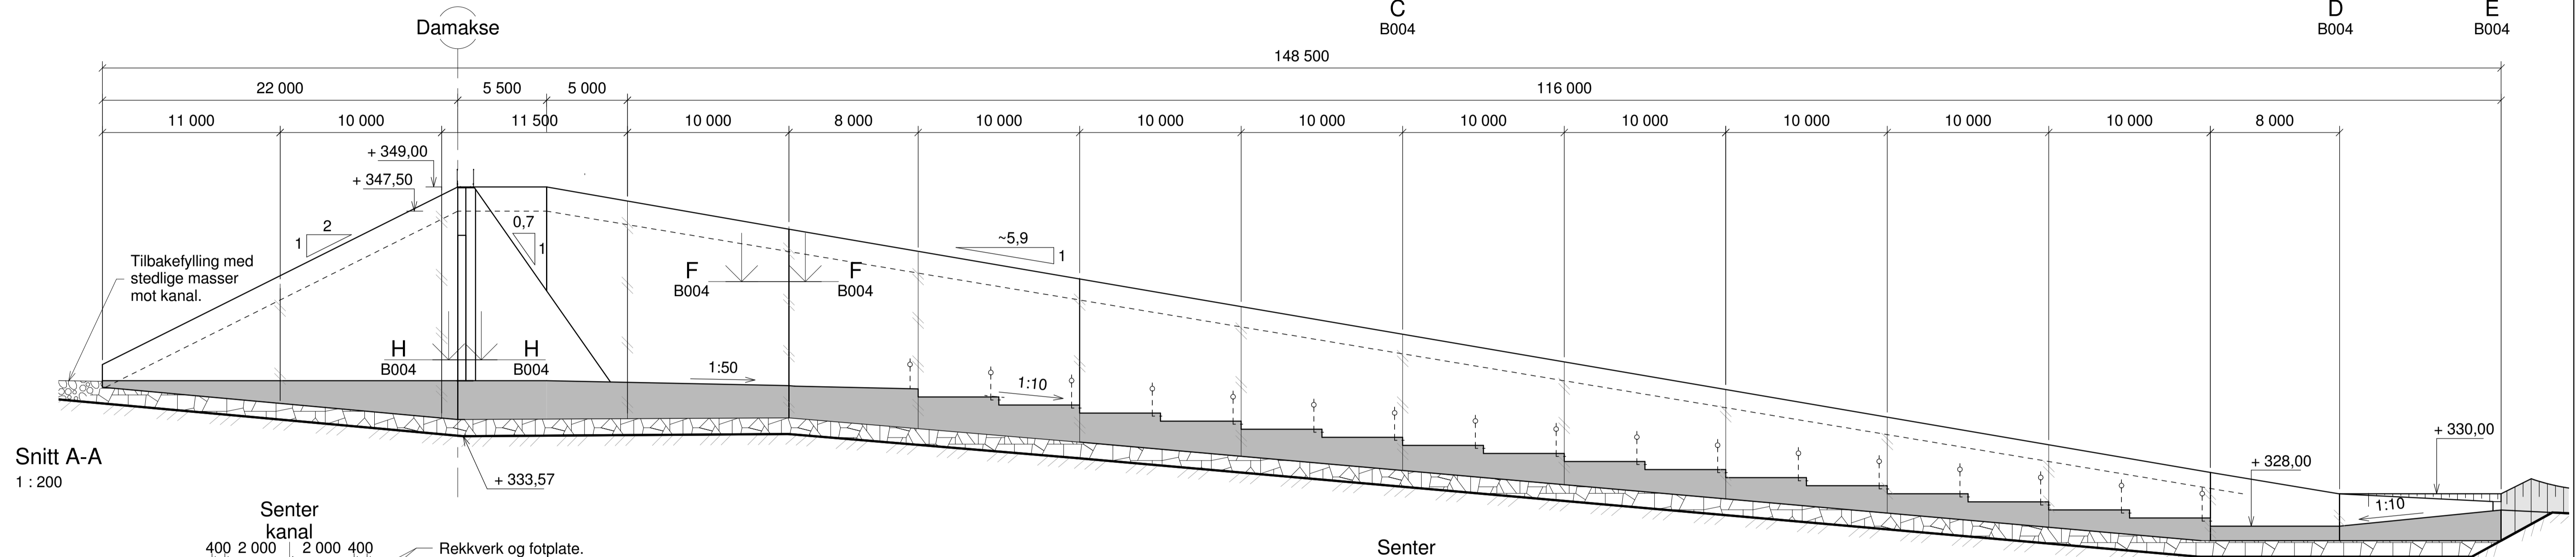 Damakse
C
B004
D
B004
E
B004
148 500
22 000
5 500
5 000
116 000
11 000
10 000
11 500
10 000
8 000
10 000
10 000
10 000
10 000
10 000
10 000
10 000
10 000
8 000
+ 349,00
+ 347,50
2
1
0,7
1
~5,9
1
Tilbakefylling med
stedlige masser
mot kanal.
F
B004
F
B004
H
B004
H
B004
1:50
1:10
+ 330,00
+ 328,00
1:10
+ 333,57
Snitt A-A
1 : 200
Senter
kanal
400 2 000 2 000 400
Rekkverk og fotplate.
Senter